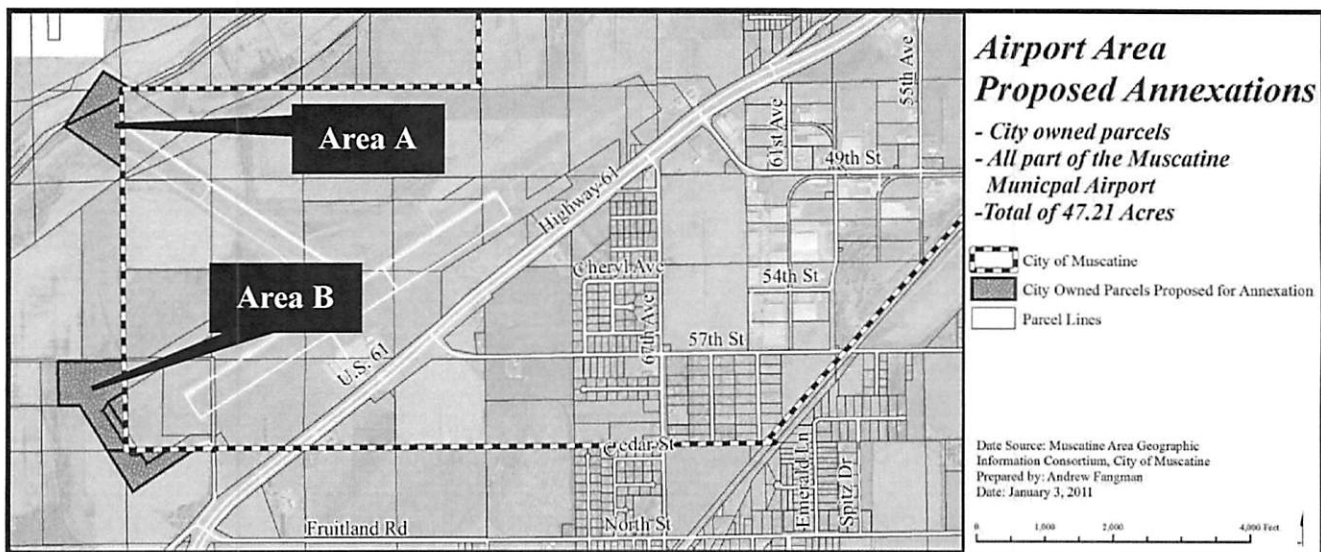 Airport Area
Proposed Annexations
- City owned parcels
- All part of the Muscatine
Municpal Airport
-Total of 47.21 Acres
City of Muscatine
City Owned Parcels Proposed for Annexation
Parcel Lines
Date Source: Muscatine Area Geographic
Information Consortium, City of Muscatine
Prepared by: Andrew Fangman
Date: January 3, 2011
0 1,000 2,000 4,000 Feet
Area A
Area B
Highway 61
U.S. 61
61st Ave
55th Ave
49th St
Cheryl Ave
54th St
67th Ave
57th St
Cedar St
Emerald Ln
Spitz Dr
Fruitland Rd
North St